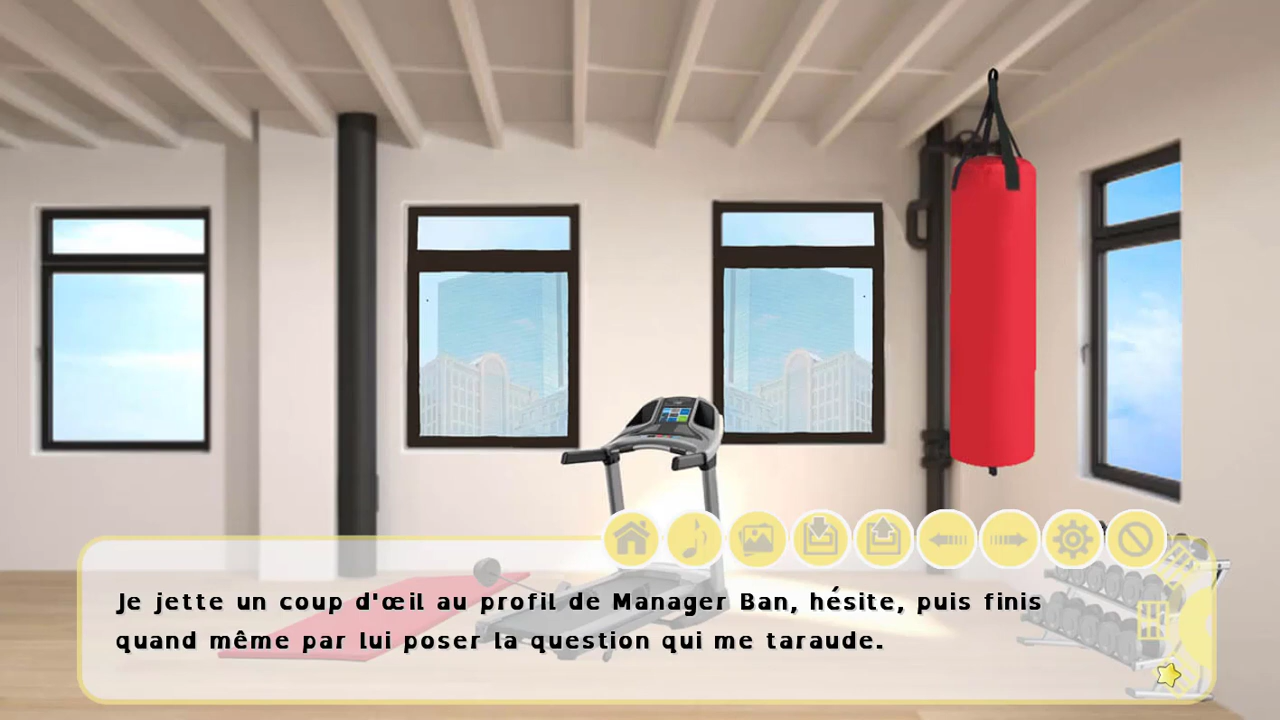 Je jette un coup d'œil au profil de Manager Ban, hésite, puis finis
quand même par lui poser la question qui me taraude.